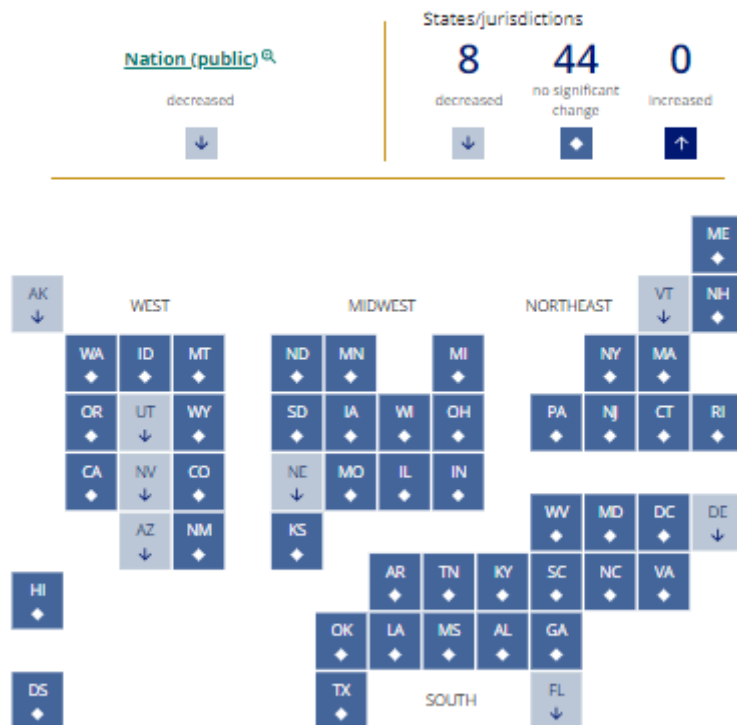 States/jurisdictions
Nation (public)
8 44 0
decreased
decreased no significant change increased
ME
AK WEST MIDWEST NORTHEAST VT NH
WA ID MT ND MN MI NY MA
OR UT WY SD IA WI OH PA NJ CT RI
CA NV CO NE MO IL IN
WV MD DC DE
AZ NM KS
AR TN KY SC NC VA
HI
OK LA MS AL GA
DS TX SOUTH FL